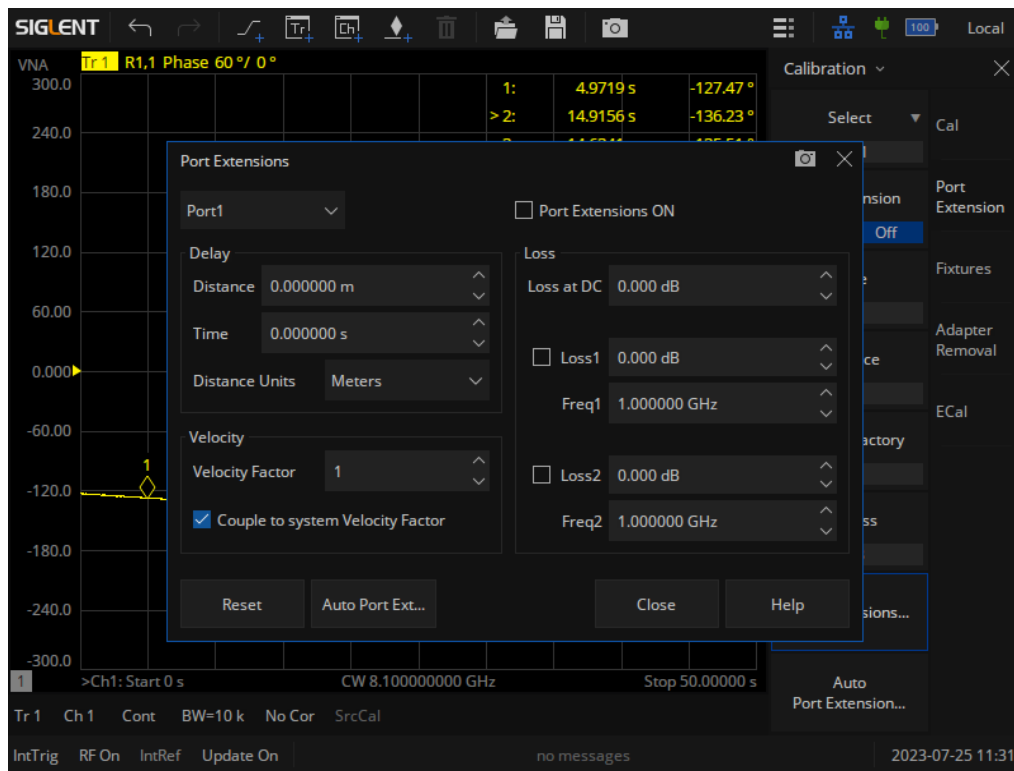 SIGLENT
Tr
Ch
100
Local
VNA
Tr 1 R1,1 Phase 60 °/ 0 °
Calibration
300.0
1: 4.9719 s -127.47 °
> 2: 14.9156 s -136.23 °
Select
Cal
240.0
Port Extensions
180.0
Port1
Port Extensions ON
Port
Extension
Off
120.0
Delay
Loss
Distance 0.000000 m
Loss at DC 0.000 dB
Fixtures
60.00
Time 0.000000 s
Adapter
Removal
0.000
Loss1 0.000 dB
Distance Units Meters
Freq1 1.000000 GHz
ECal
-60.00
Velocity
1
Velocity Factor 1
Loss2 0.000 dB
-120.0
Couple to system Velocity Factor
Freq2 1.000000 GHz
-180.0
Reset
Auto Port Ext...
Close
Help
-240.0
-300.0
1
>Ch1: Start 0 s
CW 8.100000000 GHz
Stop 50.00000 s
Auto
Port Extension...
Tr 1 Ch 1 Cont BW=10 k No Cor SrcCal
IntTrig RF On IntRef Update On
no messages
2023-07-25 11:31